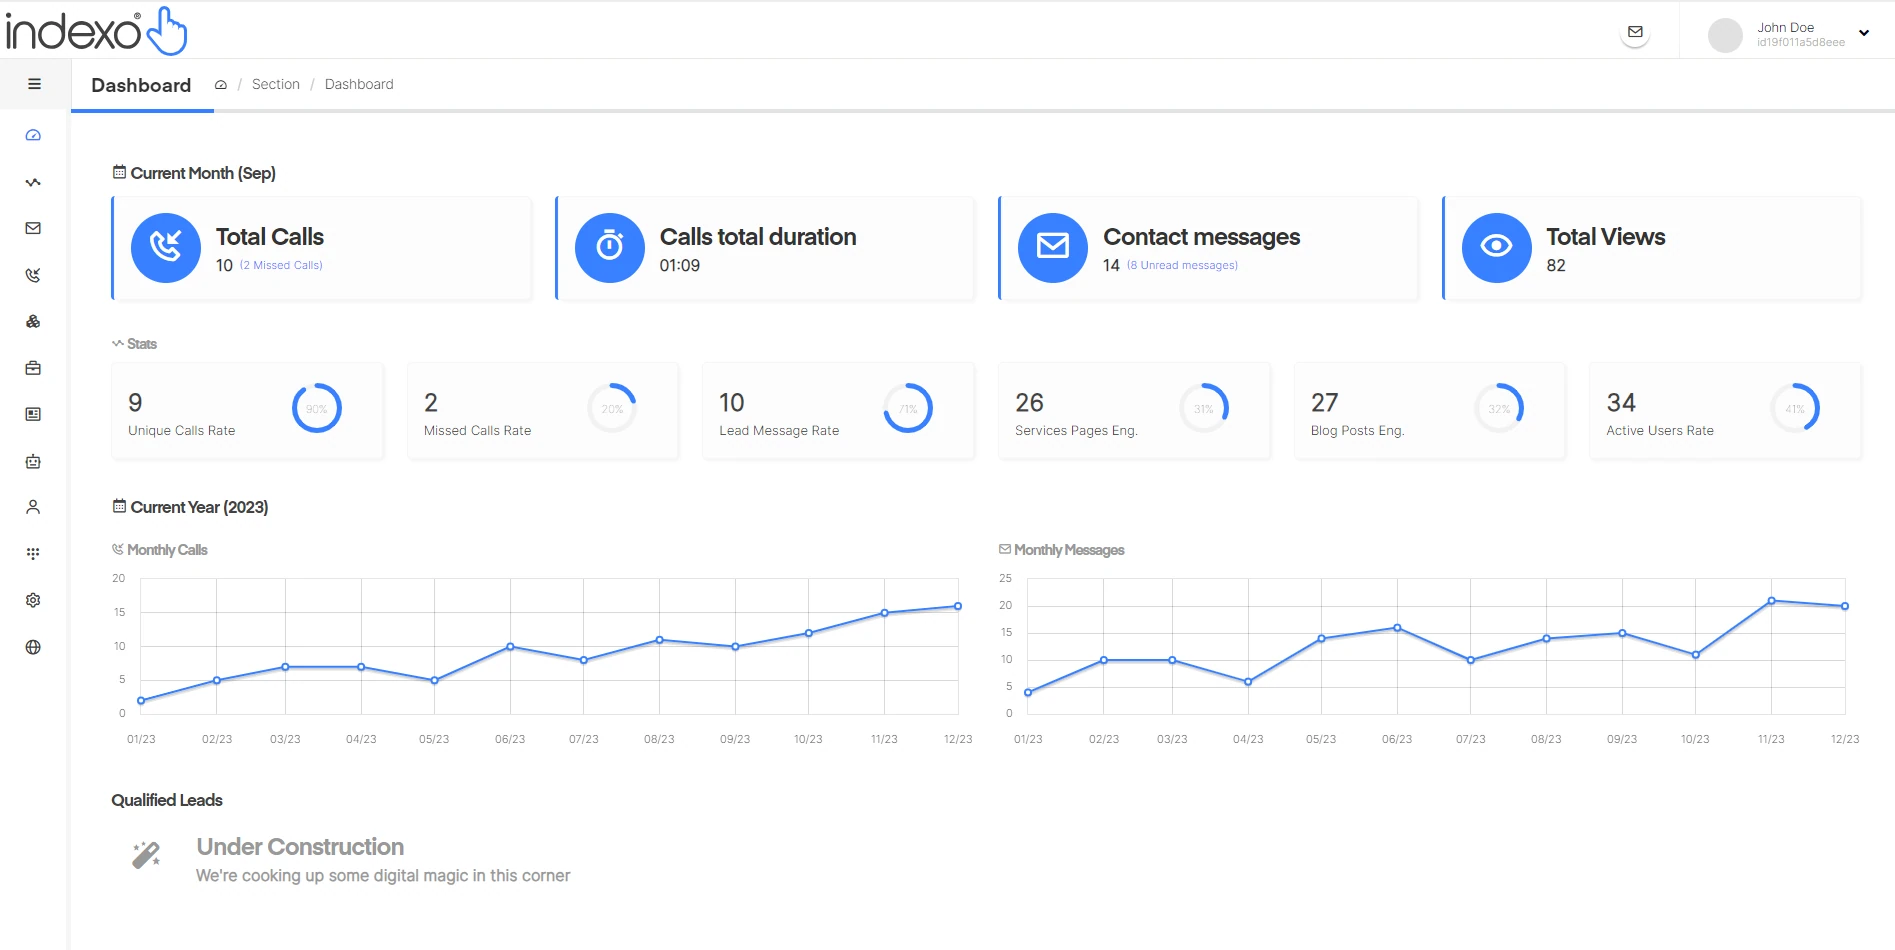 indexo®
John Doe
id19f011a5d8eee
Dashboard / Section / Dashboard
Current Month (Sep)
Total Calls
10 (2 Missed Calls)
Calls total duration
01:09
Contact messages
14 (8 Unread messages)
Total Views
82
Stats
9
Unique Calls Rate
90%
2
Missed Calls Rate
20%
10
Lead Message Rate
71%
26
Services Pages Eng.
31%
27
Blog Posts Eng.
32%
34
Active Users Rate
41%
Current Year (2023)
Monthly Calls
20
15
10
5
0
01/23 02/23 03/23 04/23 05/23 06/23 07/23 08/23 09/23 10/23 11/23 12/23
Monthly Messages
25
20
15
10
5
0
01/23 02/23 03/23 04/23 05/23 06/23 07/23 08/23 09/23 10/23 11/23 12/23
Qualified Leads
Under Construction
We're cooking up some digital magic in this corner